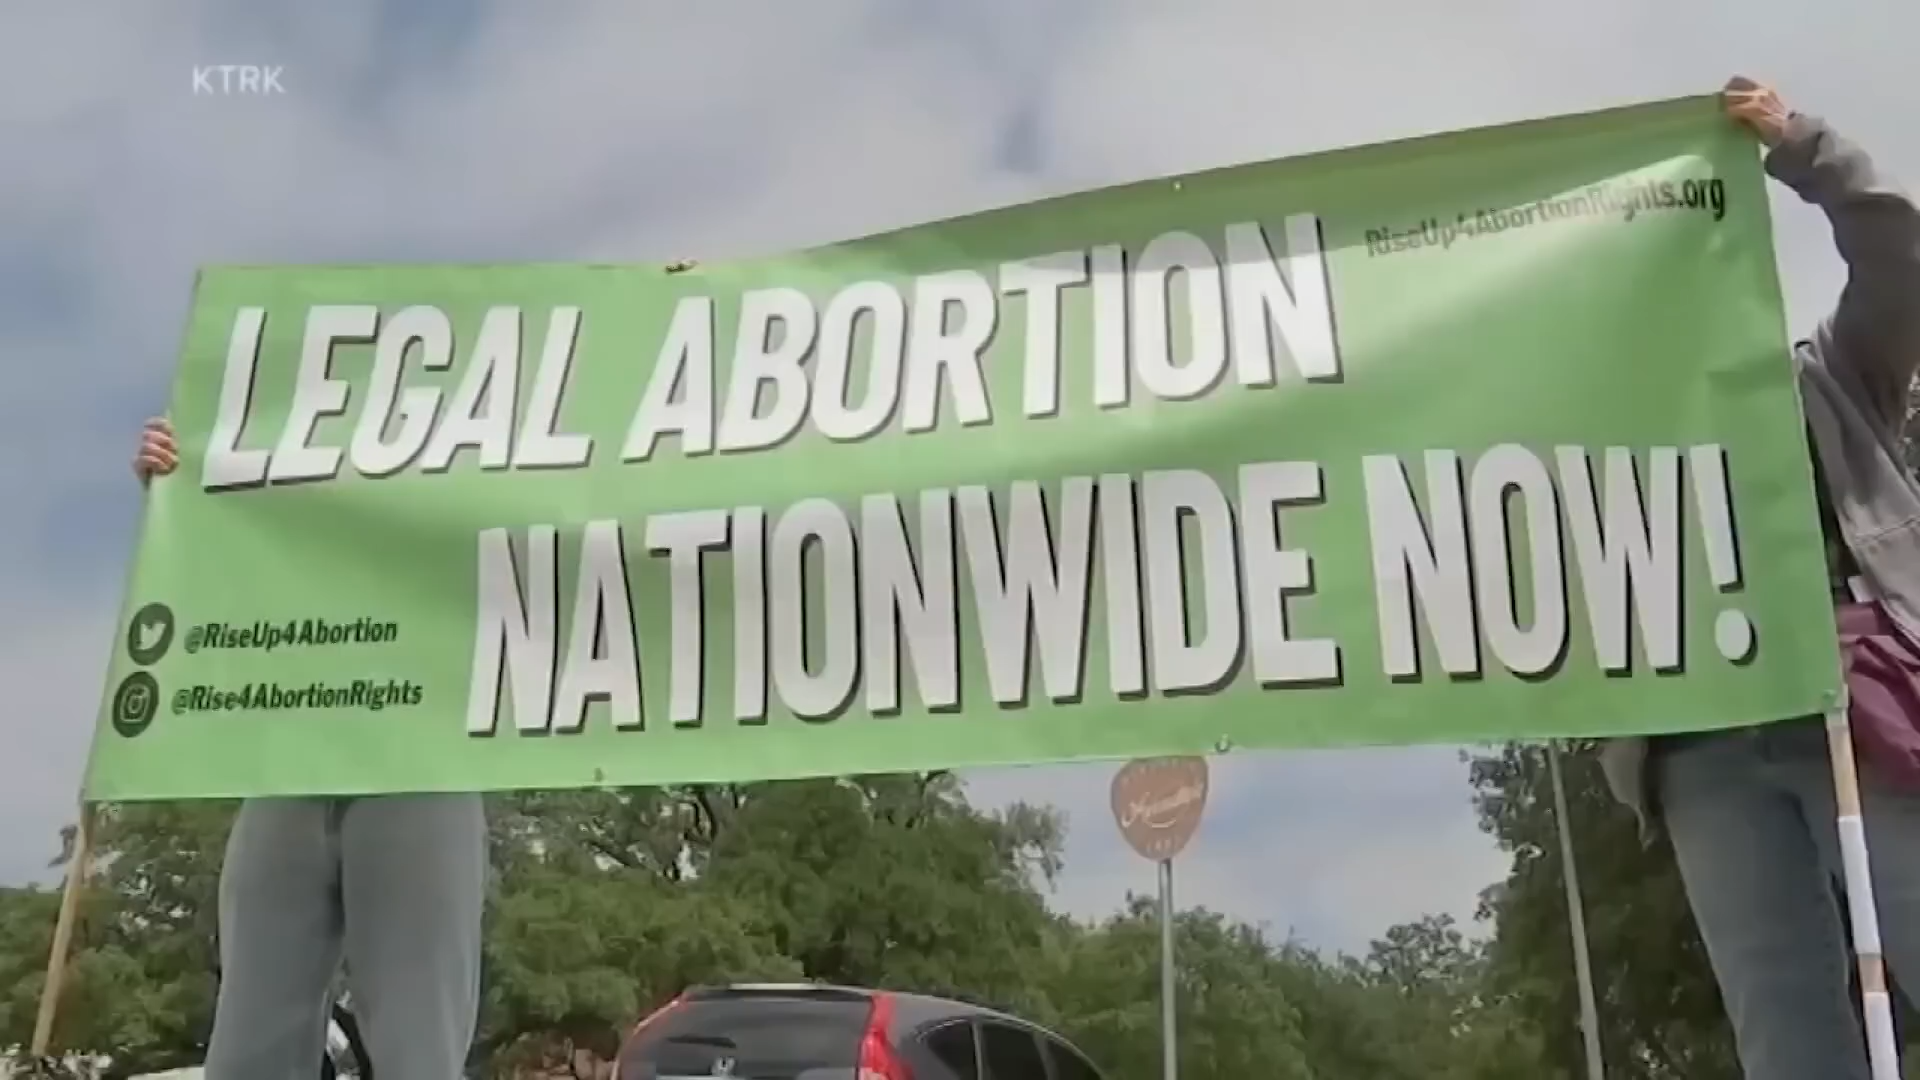 KTRK
RiseUp4AbortionRights.org
LEGAL ABORTION
NATIONWIDE NOW!
@RiseUp4Abortion
@Rise4AbortionRights